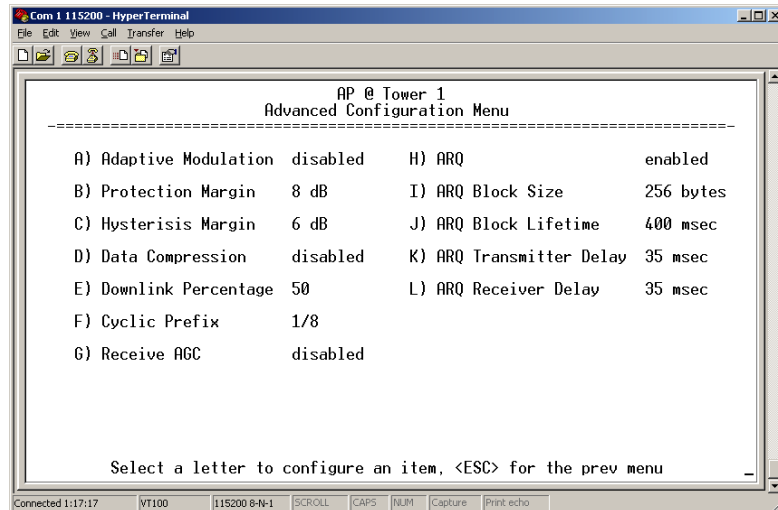 Com 1 115200 - HyperTerminal
File Edit View Call Transfer Help
AP @ Tower 1
Advanced Configuration Menu
-==========================================================================-
A) Adaptive Modulation disabled H) ARQ enabled
B) Protection Margin 8 dB I) ARQ Block Size 256 bytes
C) Hysterisis Margin 6 dB J) ARQ Block Lifetime 400 msec
D) Data Compression disabled K) ARQ Transmitter Delay 35 msec
E) Downlink Percentage 50 L) ARQ Receiver Delay 35 msec
F) Cyclic Prefix 1/8
G) Receive AGC disabled
Select a letter to configure an item, <ESC> for the prev menu _
Connected 1:17:17 VT100 115200 8-N-1 SCROLL CAPS NUM Capture Print echo